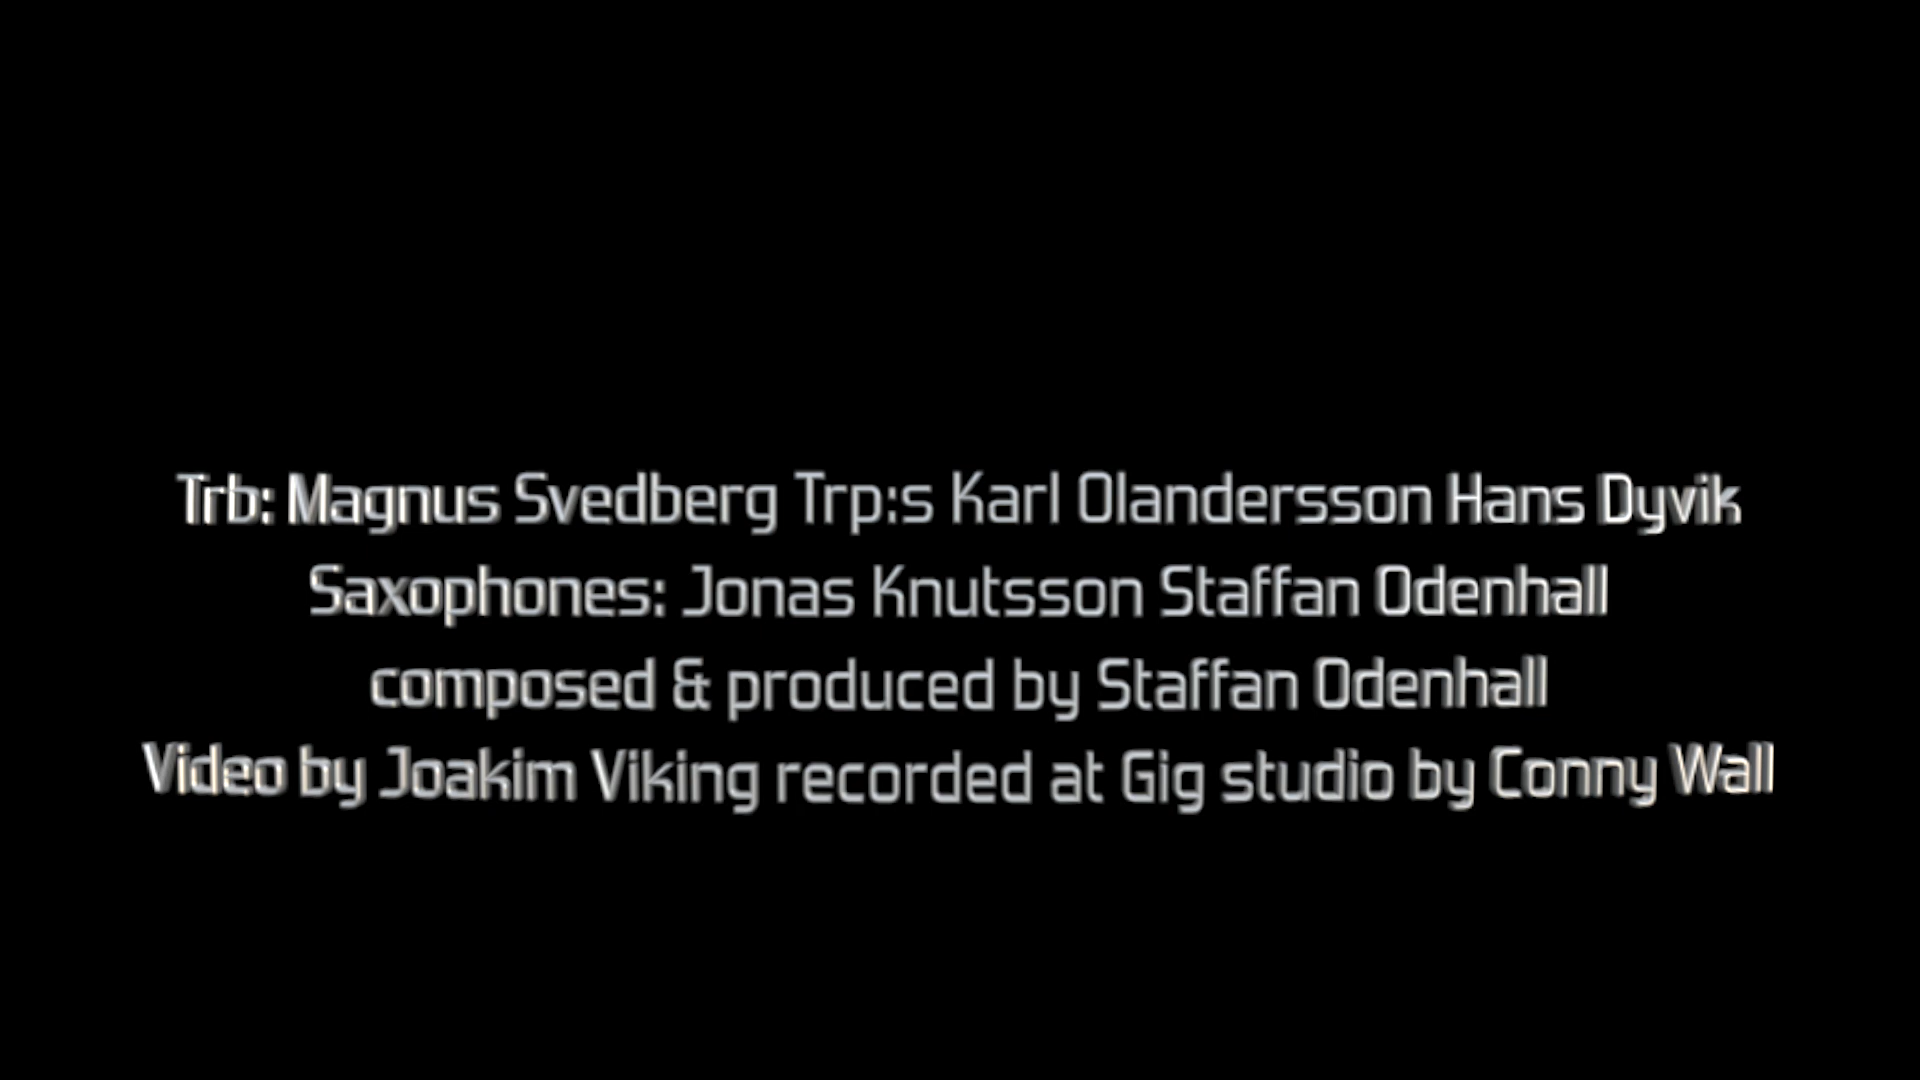 Trb: Magnus Svedberg Trp:s Karl Olandersson Hans Dyvik
Saxophones: Jonas Knutsson Staffan Odenhall
composed & produced by Staffan Odenhall
Video by Joakim Viking recorded at Gig studio by Conny Wall